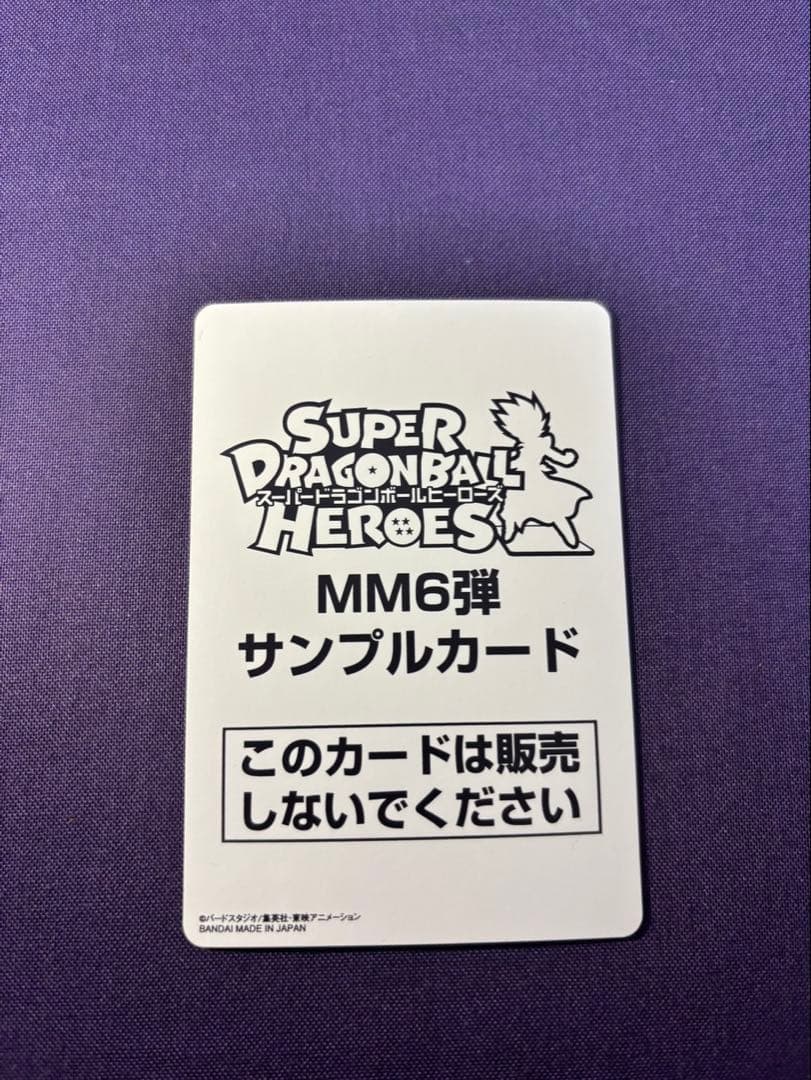 SUPER
DRAGONBALL
スーパードラゴンボールヒーローズ
HEROES
MM6弾
サンプルカード
このカードは販売
しないでください
©バードスタジオ/集英社・東映アニメーション
BANDAI MADE IN JAPAN